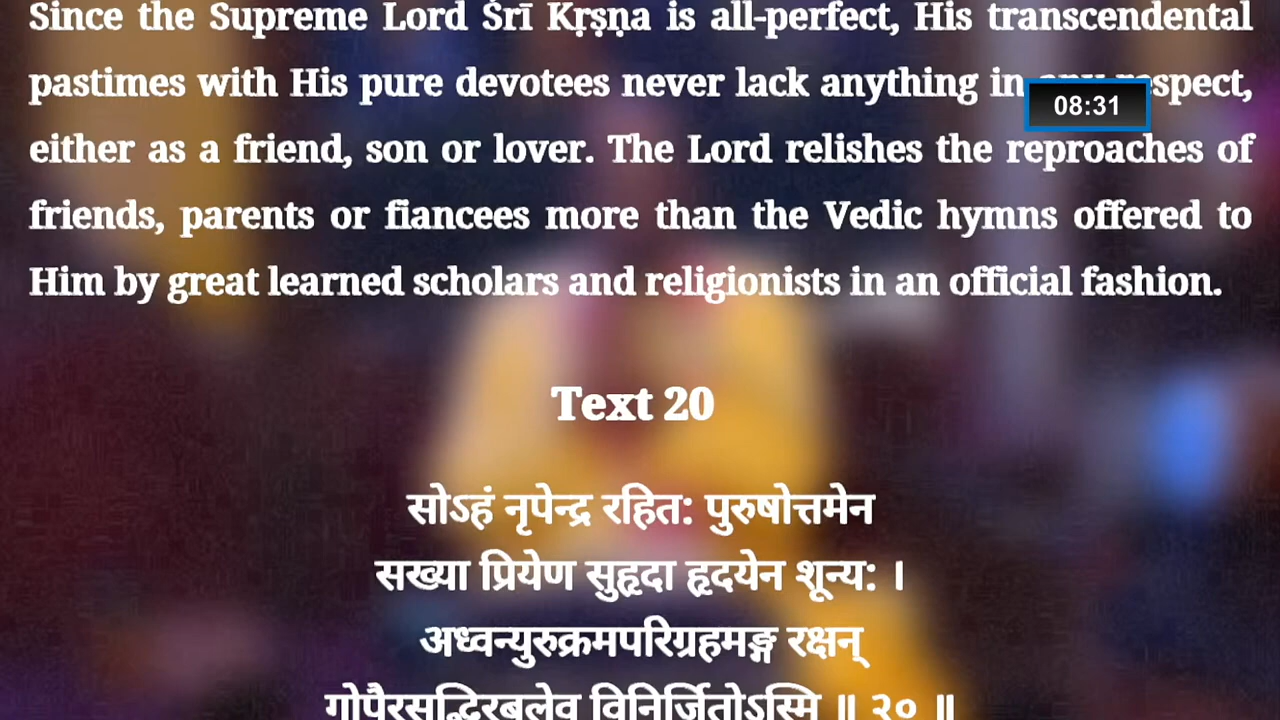 Since the Supreme Lord Śrī Kṛṣṇa is all-perfect, His transcendental
pastimes with His pure devotees never lack anything in any respect,
08:31
either as a friend, son or lover. The Lord relishes the reproaches of
friends, parents or fiancees more than the Vedic hymns offered to
Him by great learned scholars and religionists in an official fashion.
Text 20
सोऽहं नृपेन्द्र रहित: पुरुषोत्तमेन
सख्या प्रियेण सुहृदा हृदयेन शून्य: ।
अध्वन्युरुक्रमपरिग्रहमङ्ग रक्षन्
गोपैरसद्भिरबलेव विनिर्जितोऽस्मि ॥ २० ॥